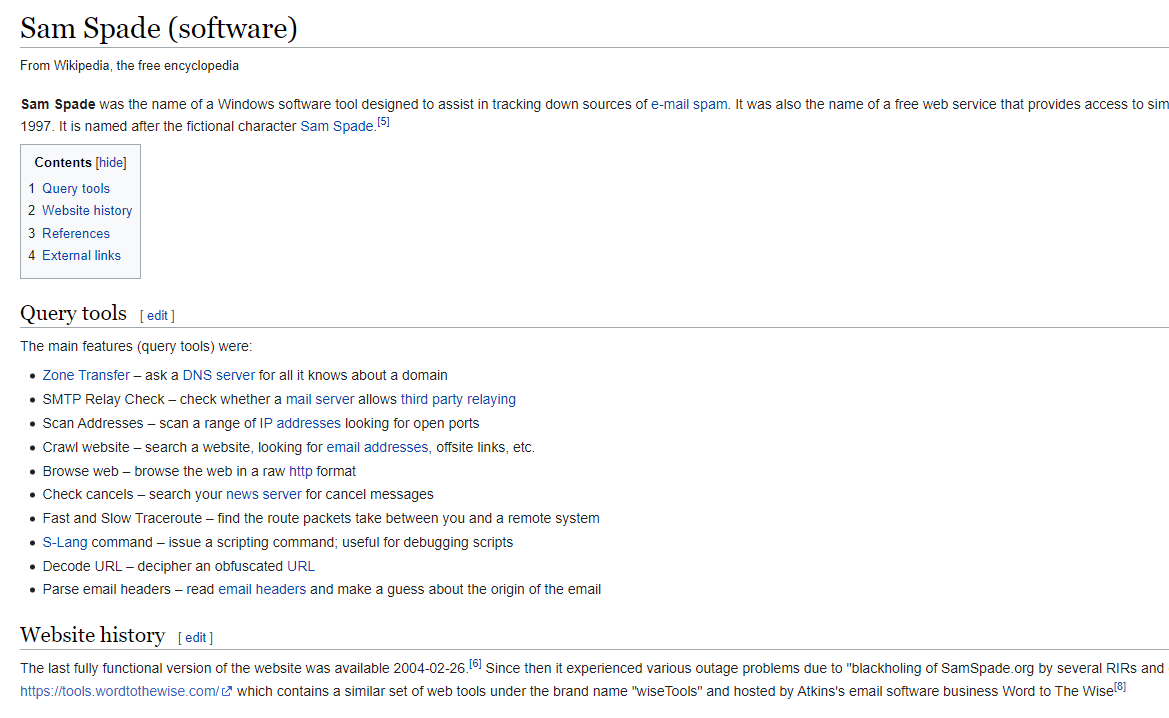 Sam Spade (software)
From Wikipedia, the free encyclopedia
Sam Spade was the name of a Windows software tool designed to assist in tracking down sources of e-mail spam. It was also the name of a free web service that provides access to sim
1997. It is named after the fictional character Sam Spade.[5]
Contents [hide]
1 Query tools
2 Website history
3 References
4 External links
Query tools [ edit ]
The main features (query tools) were:
• Zone Transfer – ask a DNS server for all it knows about a domain
• SMTP Relay Check – check whether a mail server allows third party relaying
• Scan Addresses – scan a range of IP addresses looking for open ports
• Crawl website – search a website, looking for email addresses, offsite links, etc.
• Browse web – browse the web in a raw http format
• Check cancels – search your news server for cancel messages
• Fast and Slow Traceroute – find the route packets take between you and a remote system
• S-Lang command – issue a scripting command; useful for debugging scripts
• Decode URL – decipher an obfuscated URL
• Parse email headers – read email headers and make a guess about the origin of the email
Website history [ edit ]
The last fully functional version of the website was available 2004-02-26.[6] Since then it experienced various outage problems due to "blackholing of SamSpade.org by several RIRs and
https://tools.wordtothewise.com/ which contains a similar set of web tools under the brand name "wiseTools" and hosted by Atkins's email software business Word to The Wise[8]